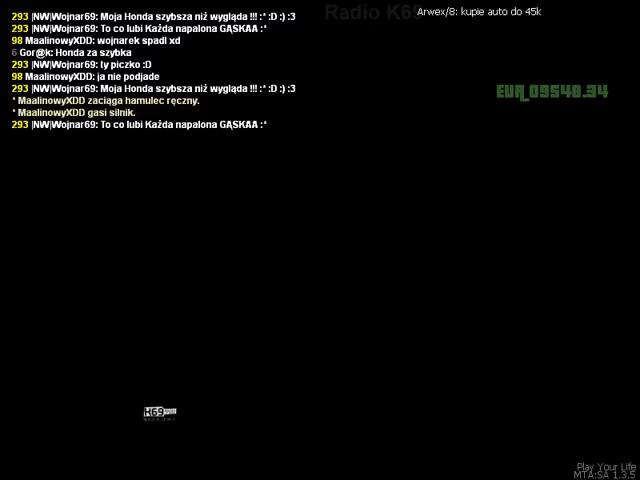 Radio K69
Arwex/8: kupie auto do 45k
293 |NW|Wojnar69: Moja Honda szybsza niż wygląda !!! :* :D :) :3
293 |NW|Wojnar69: To co lubi Każda napalona GĄSKAA :*
98 MaalinowyXDD: wojnarek spadl xd
6 Gor@k: Honda za szybka
293 |NW|Wojnar69: ty piczko :D
98 MaalinowyXDD: ja nie podjade
293 |NW|Wojnar69: Moja Honda szybsza niż wygląda !!! :* :D :) :3
* MaalinowyXDD zaciąga hamulec ręczny.
* MaalinowyXDD gasi silnik.
293 |NW|Wojnar69: To co lubi Każda napalona GĄSKAA :*
EUR_09548.34
K69
Play Your Life
MTA:SA 1.3.5